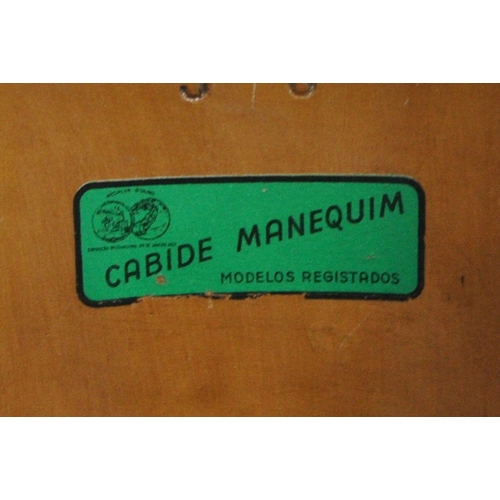 CABIDE MANEQUIM
MODELOS REGISTADOS